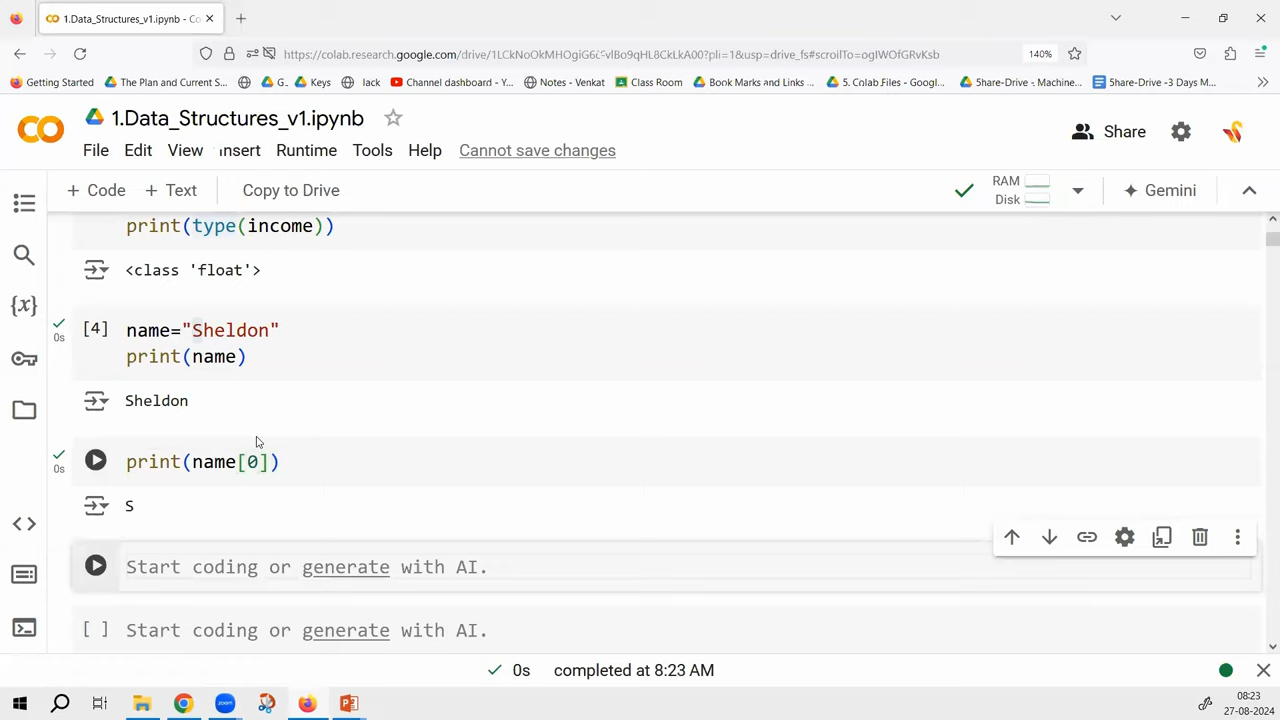 1.Data_Structures_v1.ipynb - Co
https://colab.research.google.com/drive/1LCkNoOkMHOgiG6 vlBo9qHL8CkLkA00?pli=1&usp=drive_fs#scrollTo=ogIWOfGRvKsb
140%
Getting Started
The Plan and Current S...
G.
Keys
lack
Channel dashboard - Y...
Notes - Venkat
Class Room
Book Marks and Links ...
5. Colab Files - Googl...
5hare-Drive - Machine...
5hare-Drive -3 Days M...
1.Data_Structures_v1.ipynb
Share
File Edit View Insert Runtime Tools Help Cannot save changes
+ Code + Text Copy to Drive
RAM
Disk
Gemini
print(type(income))
<class 'float'>
0s
[4] name="Sheldon"
print(name)
Sheldon
0s
print(name[0])
S
Start coding or generate with AI.
[ ] Start coding or generate with AI.
0s completed at 8:23 AM
zoom
08:23
27-08-2024